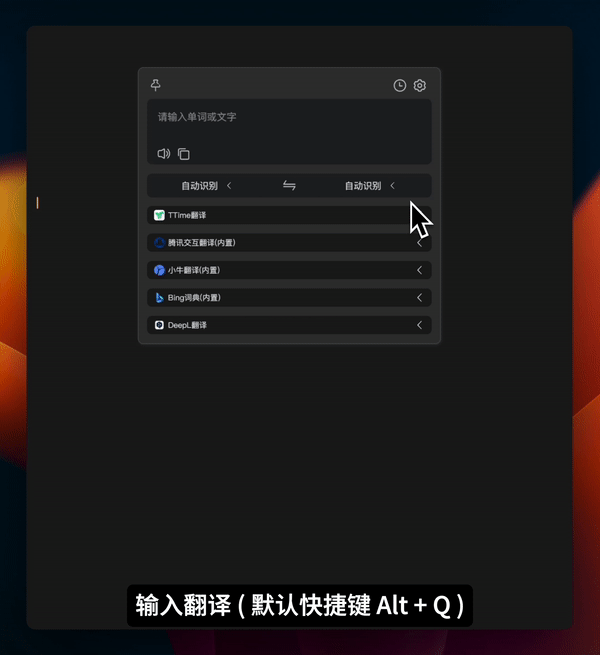 请输入单词或文字
自动识别 自动识别
TTime翻译
腾讯交互翻译(内置)
小牛翻译(内置)
Bing词典(内置)
DeepL翻译
输入翻译 ( 默认快捷键 Alt + Q )